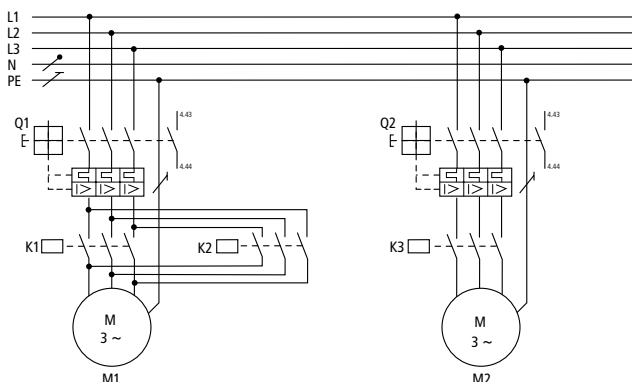 L1
L2
L3
N
PE
Q1
4.43
4.44
I> I> I>
K1
K2
M
3 ~
M1
Q2
4.43
4.44
I> I> I>
K3
M
3 ~
M2